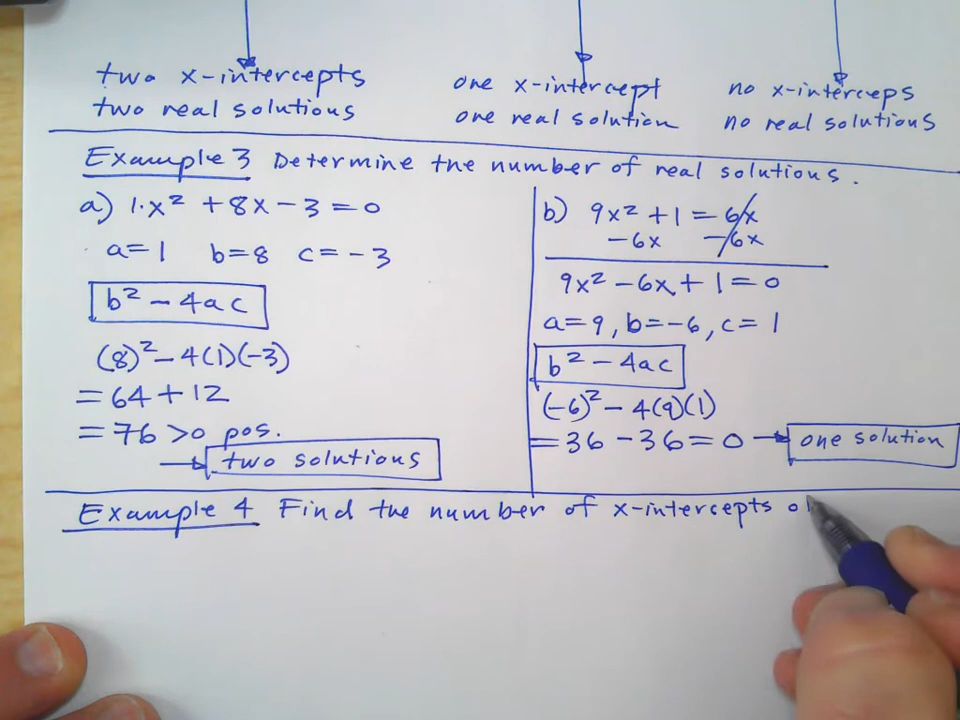 two x-intercepts
two real solutions
one x-intercept
one real solution
no x-interceps
no real solutions
Example 3 Determine the number of real solutions.
a) 1·x² + 8x - 3 = 0
a=1 b=8 c=-3
b² - 4ac
(8)² - 4(1)(-3)
= 64 + 12
= 76 >0 pos.
→ two solutions
b) 9x² + 1 = 6x
-6x -6x
9x² - 6x + 1 = 0
a=9, b=-6, c=1
b² - 4ac
(-6)² - 4(9)(1)
= 36 - 36 = 0 → one solution
Example 4 Find the number of x-intercepts o